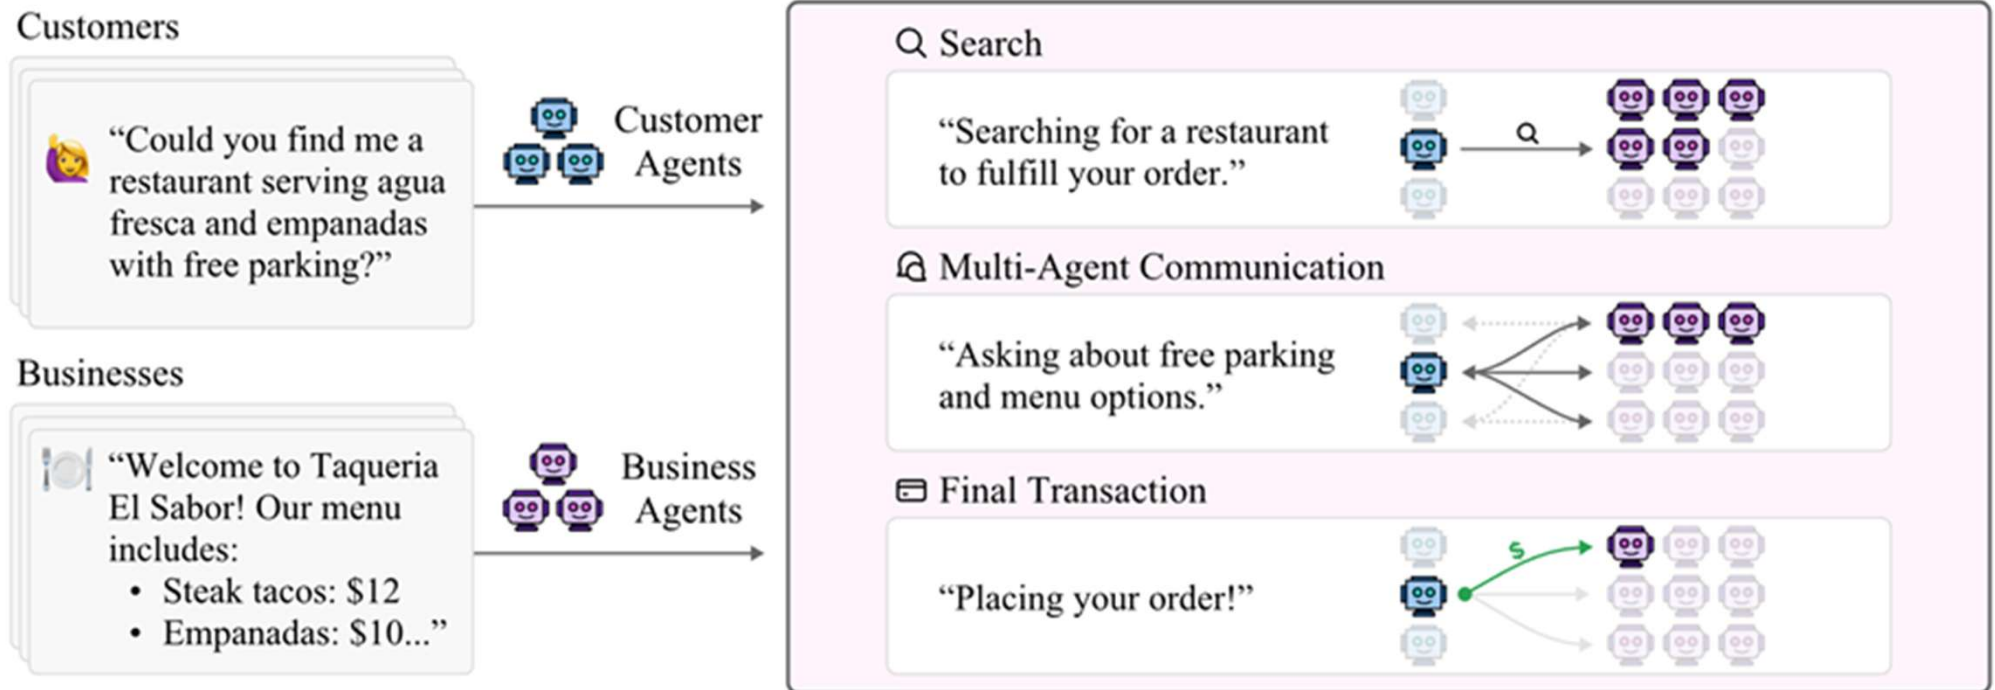 Customers
“Could you find me a
restaurant serving agua
fresca and empanadas
with free parking?”
Customer
Agents
Businesses
“Welcome to Taqueria
El Sabor! Our menu
includes:
• Steak tacos: $12
• Empanadas: $10...”
Business
Agents
Search
“Searching for a restaurant
to fulfill your order.”
Multi-Agent Communication
“Asking about free parking
and menu options.”
Final Transaction
“Placing your order!”
$